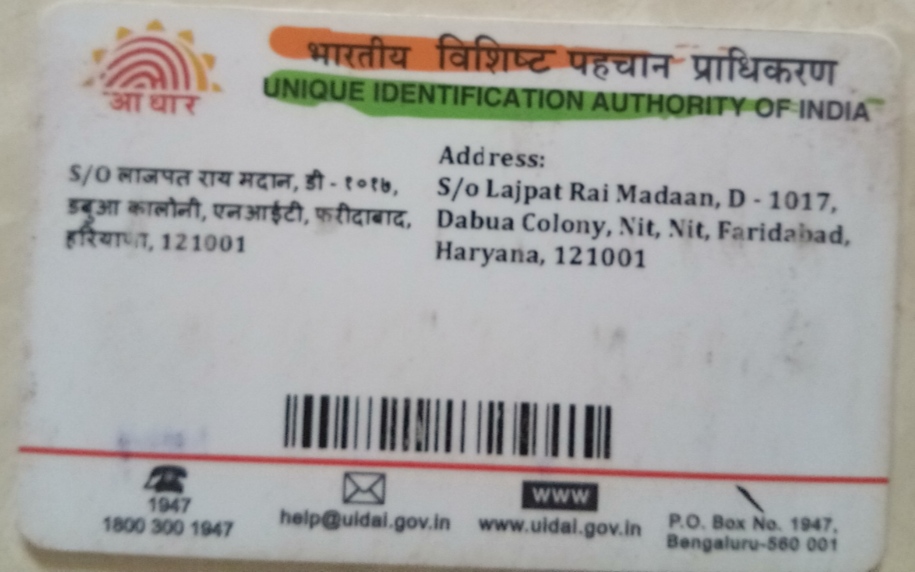 भारतीय विशिष्ट पहचान प्राधिकरण
UNIQUE IDENTIFICATION AUTHORITY OF INDIA
आधार
S/O लाजपत राय मदान, डी - १०१७,
डबुआ कालोनी, एनआईटी, फरीदाबाद,
हरियाणा, 121001
Address:
S/o Lajpat Rai Madaan, D - 1017,
Dabua Colony, Nit, Nit, Faridabad,
Haryana, 121001
1947
1800 300 1947
help@uidai.gov.in
www
www.uidai.gov.in
P.O. Box No. 1947,
Bengaluru-560 001